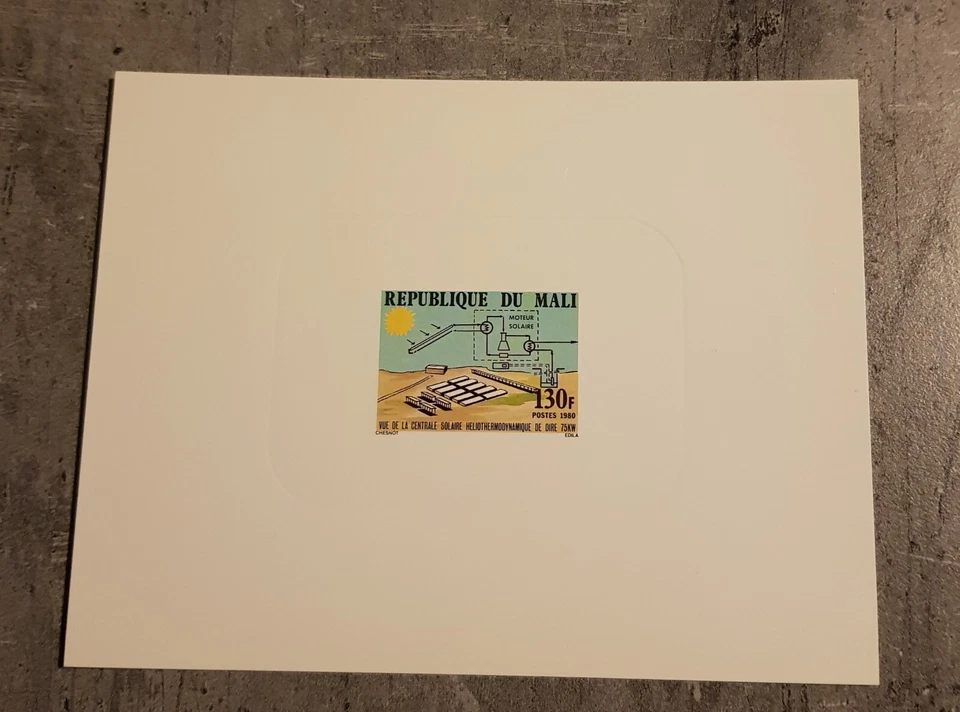 REPUBLIQUE DU MALI
MOTEUR
SOLAIRE
130F
POSTES 1980
VUE DE LA CENTRALE SOLAIRE HELIOTHERMODYNAMIQUE DE DIRE 75KW
CHESNOT EDILA